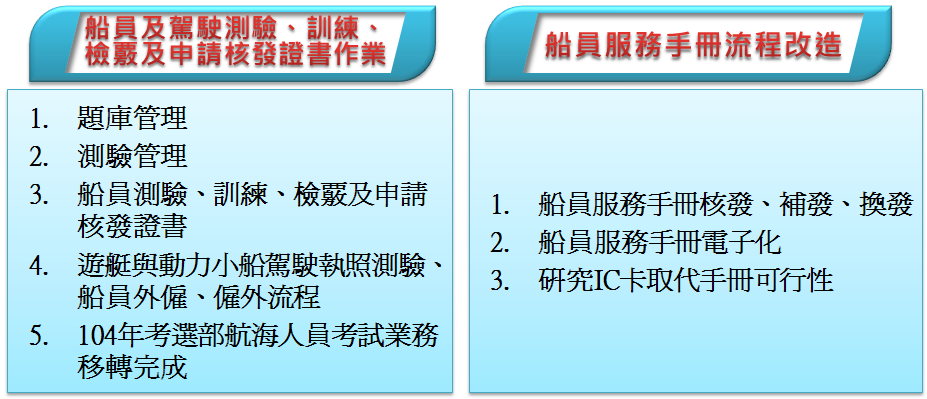 船員及駕駛測驗、訓練、
檢覈及申請核發證書作業
1. 題庫管理
2. 測驗管理
3. 船員測驗、訓練、檢覈及申請
核發證書
4. 遊艇與動力小船駕駛執照測驗、
船員外僱、僱外流程
5. 104年考選部航海人員考試業務
移轉完成
船員服務手冊流程改造
1. 船員服務手冊核發、補發、換發
2. 船員服務手冊電子化
3. 研究IC卡取代手冊可行性